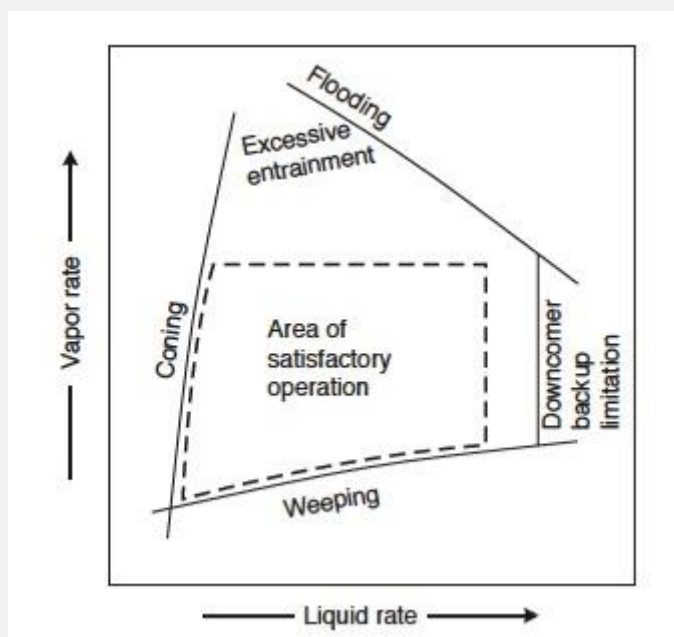 Flooding
Excessive
entrainment
Vapor rate
Coning
Area of
satisfactory
operation
Downcomer
backup
limitation
Weeping
Liquid rate